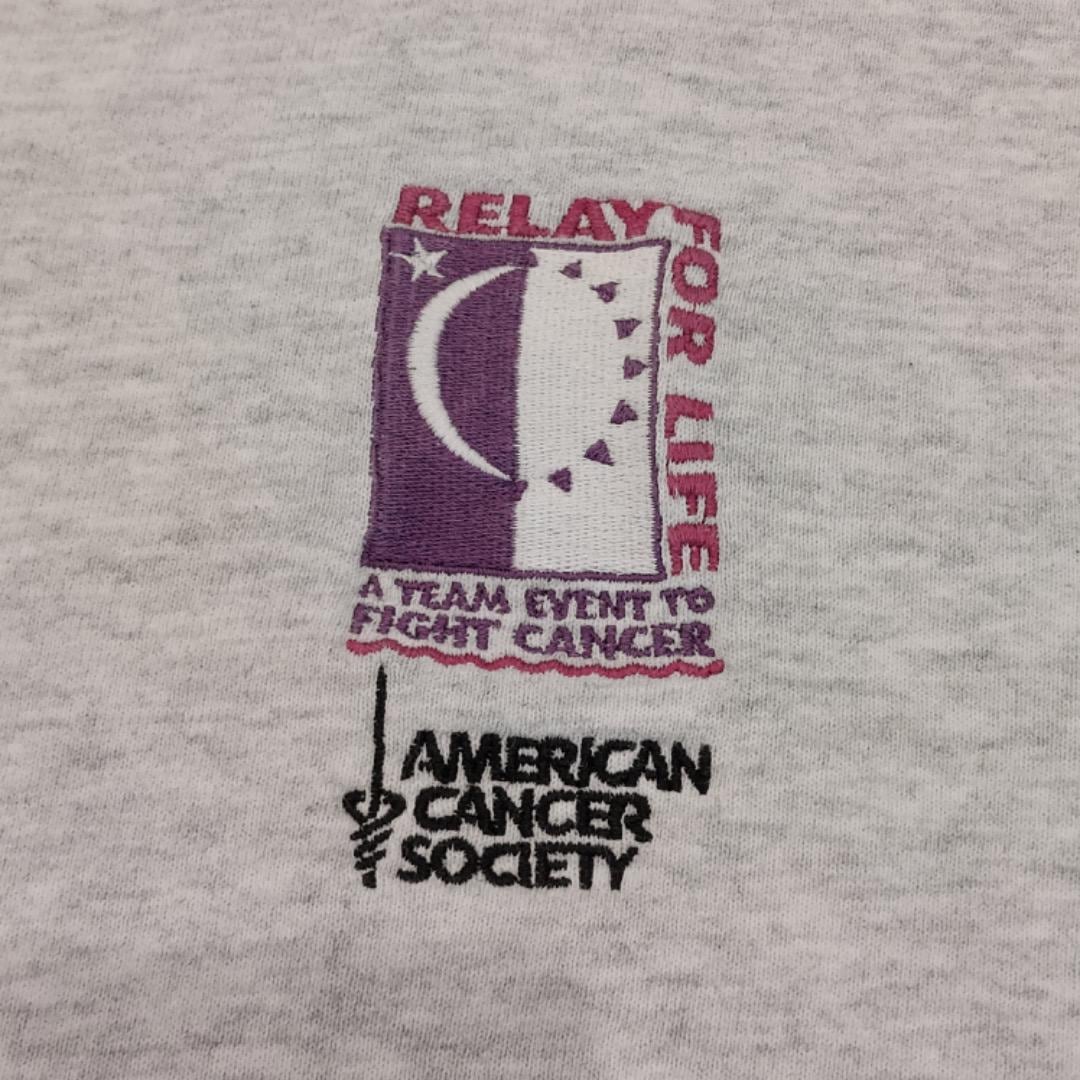 RELAY FOR LIFE
A TEAM EVENT TO
FIGHT CANCER
AMERICAN
CANCER
SOCIETY